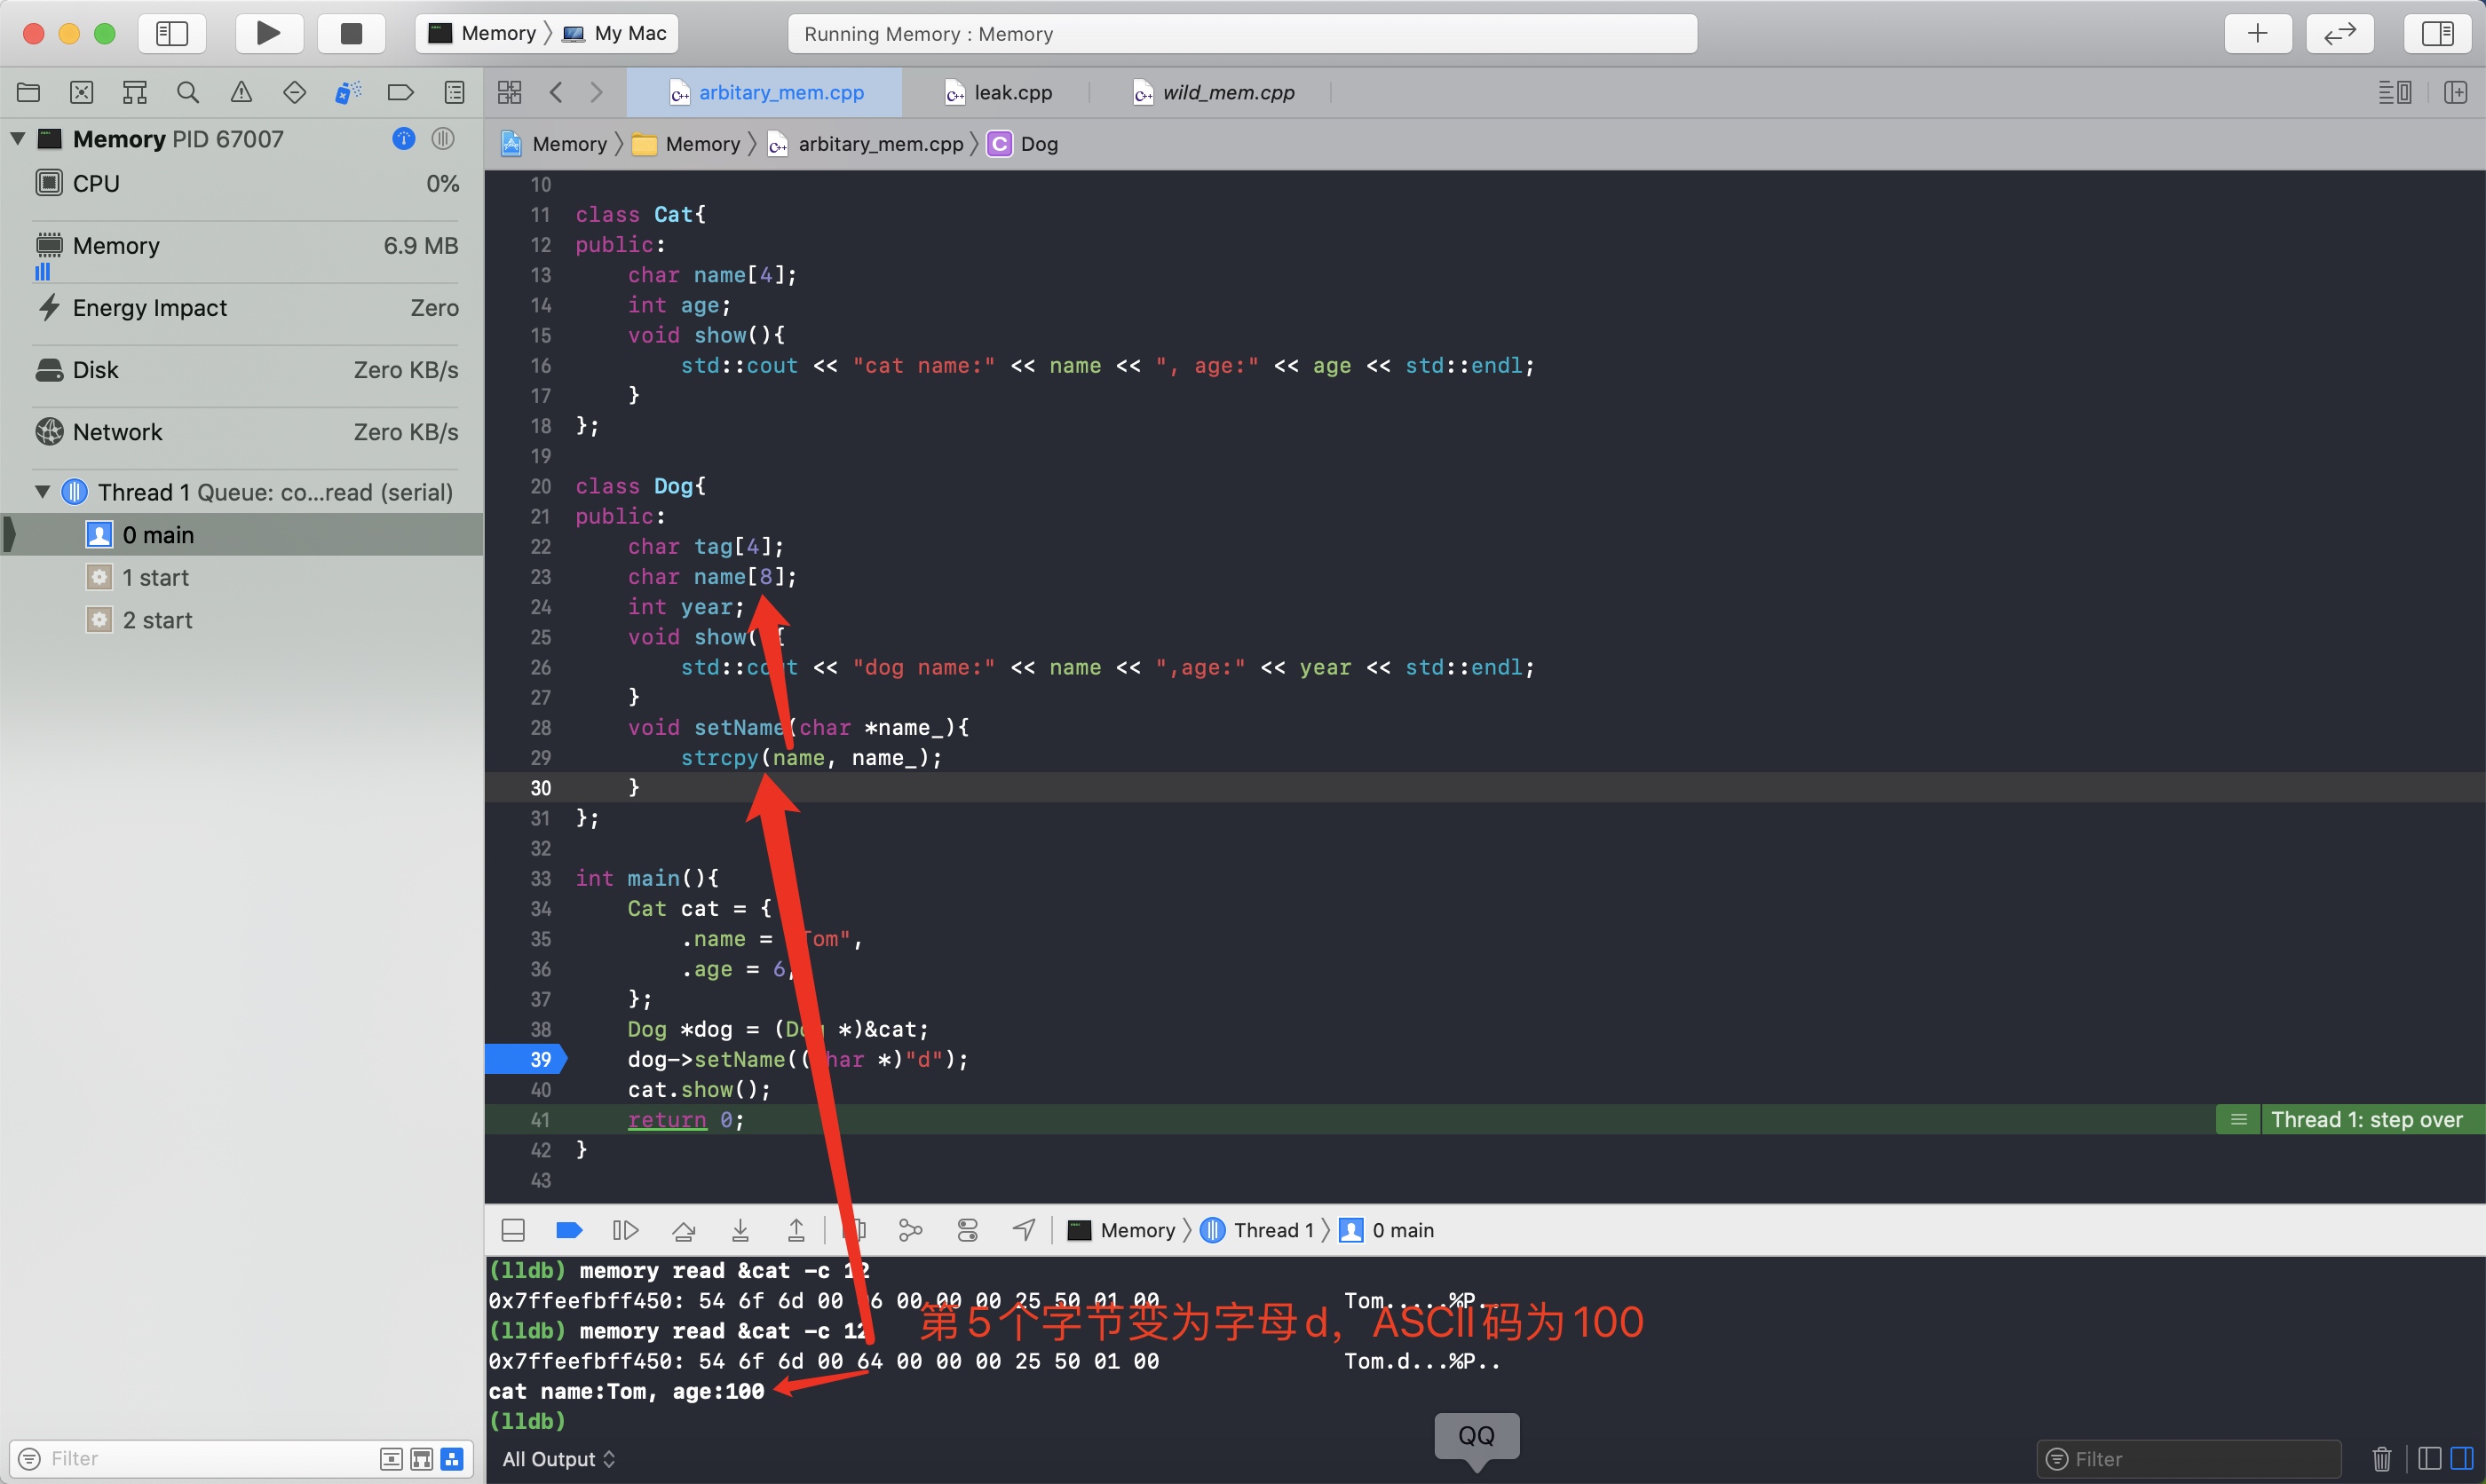 Memory 〉 My Mac
Running Memory : Memory
arbitary_mem.cpp
leak.cpp
wild_mem.cpp
Memory PID 67007
Memory 〉 Memory 〉 arbitary_mem.cpp 〉 C Dog
CPU 0%
Memory 6.9 MB
Energy Impact Zero
Disk Zero KB/s
Network Zero KB/s
Thread 1 Queue: co...read (serial)
0 main
1 start
2 start
10
11 class Cat{
12 public:
13 char name[4];
14 int age;
15 void show(){
16 std::cout << "cat name:" << name << ", age:" << age << std::endl;
17 }
18 };
19
20 class Dog{
21 public:
22 char tag[4];
23 char name[8];
24 int year;
25 void show( {
26 std::cout << "dog name:" << name << ",age:" << year << std::endl;
27 }
28 void setName(char *name_){
29 strcpy(name, name_);
30 }
31 };
32
33 int main(){
34 Cat cat = {
35 .name = Tom",
36 .age = 6,
37 };
38 Dog *dog = (Dog *)&cat;
39 dog->setName((char *)"d");
40 cat.show();
41 return 0;
Thread 1: step over
42 }
43
Memory 〉 Thread 1 〉 0 main
(lldb) memory read &cat -c 12
0x7ffeefbff450: 54 6f 6d 00 06 00 00 00 25 50 01 00 Tom.....%P..
第5个字节变为字母d, ASCII码为100
(lldb) memory read &cat -c 12
0x7ffeefbff450: 54 6f 6d 00 64 00 00 00 25 50 01 00 Tom.d...%P..
cat name:Tom, age:100
(lldb)
QQ
Filter
All Output
Filter